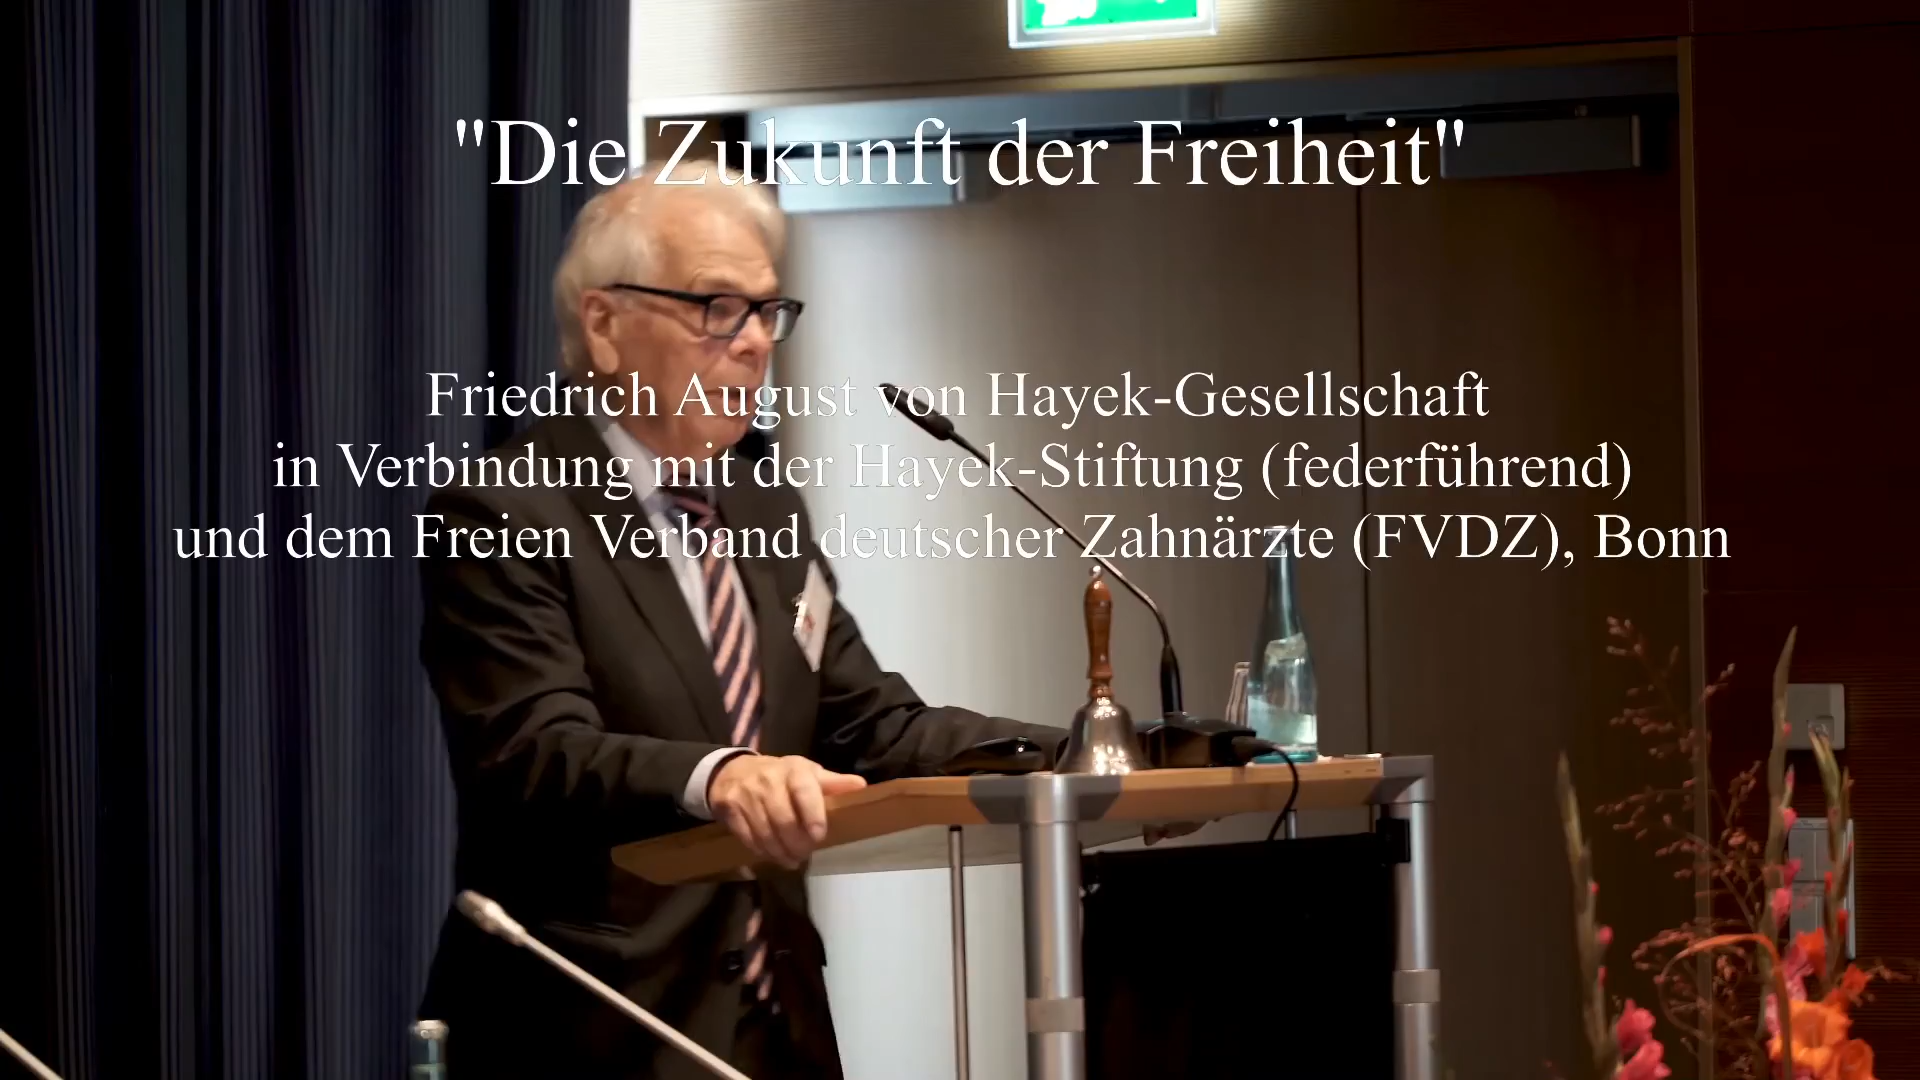 "Die Zukunft der Freiheit"
Friedrich August von Hayek-Gesellschaft
in Verbindung mit der Hayek-Stiftung (federführend)
und dem Freien Verband deutscher Zahnärzte (FVDZ), Bonn